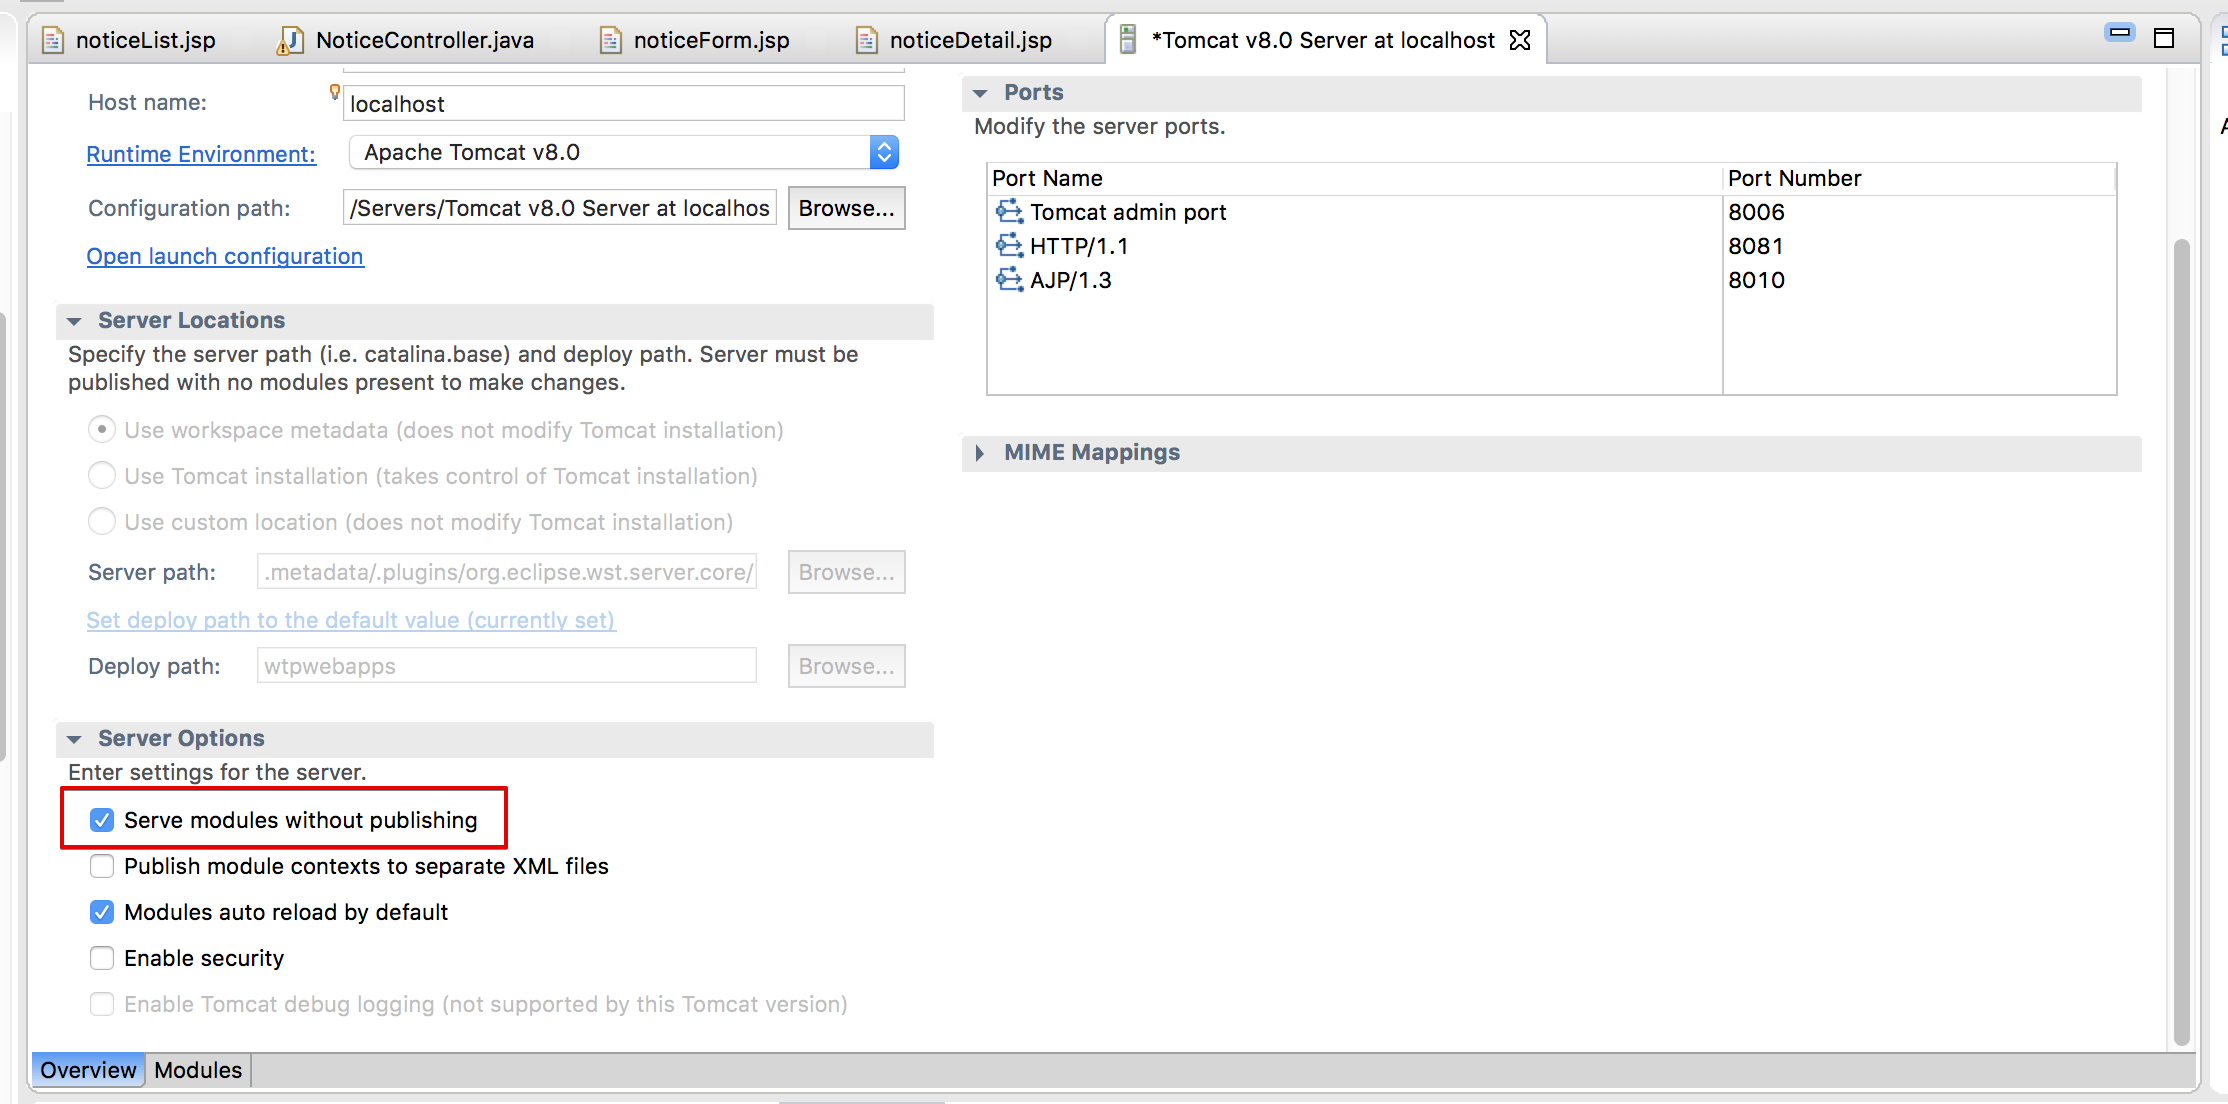 noticeList.jsp
NoticeController.java
noticeForm.jsp
noticeDetail.jsp
*Tomcat v8.0 Server at localhost
Host name:
localhost
Runtime Environment:
Apache Tomcat v8.0
Configuration path:
/Servers/Tomcat v8.0 Server at localhos
Browse...
Open launch configuration
Server Locations
Specify the server path (i.e. catalina.base) and deploy path. Server must be
published with no modules present to make changes.
Use workspace metadata (does not modify Tomcat installation)
Use Tomcat installation (takes control of Tomcat installation)
Use custom location (does not modify Tomcat installation)
Server path:
.metadata/.plugins/org.eclipse.wst.server.core/
Browse...
Set deploy path to the default value (currently set)
Deploy path:
wtpwebapps
Browse...
Server Options
Enter settings for the server.
Serve modules without publishing
Publish module contexts to separate XML files
Modules auto reload by default
Enable security
Enable Tomcat debug logging (not supported by this Tomcat version)
Ports
Modify the server ports.
Port Name Port Number
Tomcat admin port 8006
HTTP/1.1 8081
AJP/1.3 8010
MIME Mappings
Overview
Modules